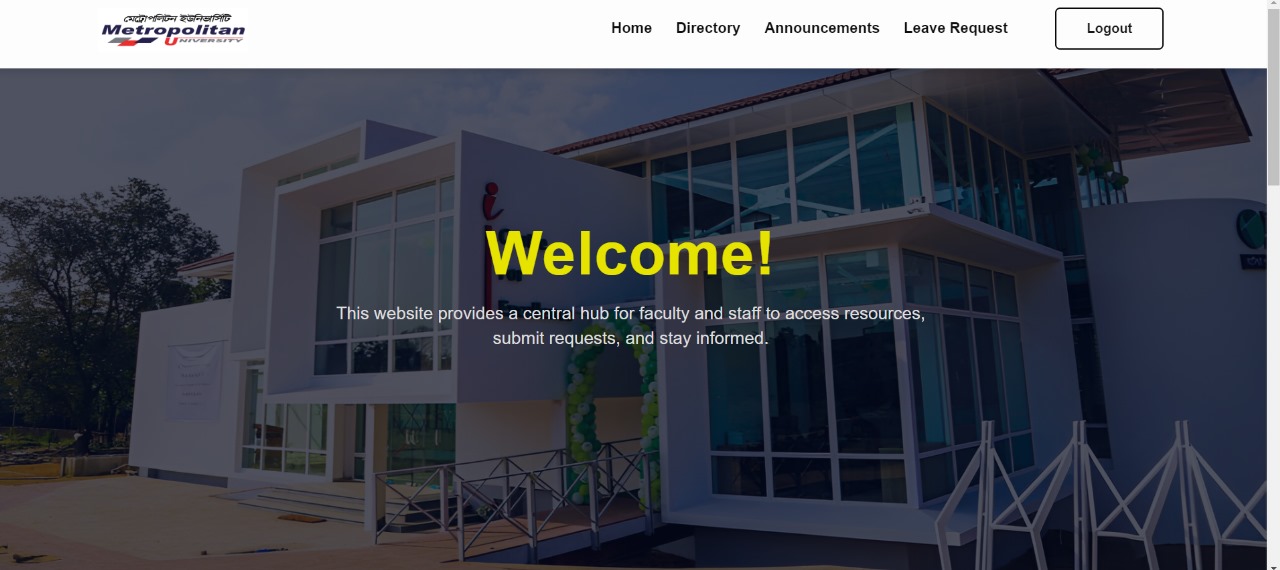 মেট্রোপলিটন ইউনিভার্সিটি
Metropolitan
UNIVERSITY
Home
Directory
Announcements
Leave Request
Logout
Welcome!
This website provides a central hub for faculty and staff to access resources,
submit requests, and stay informed.